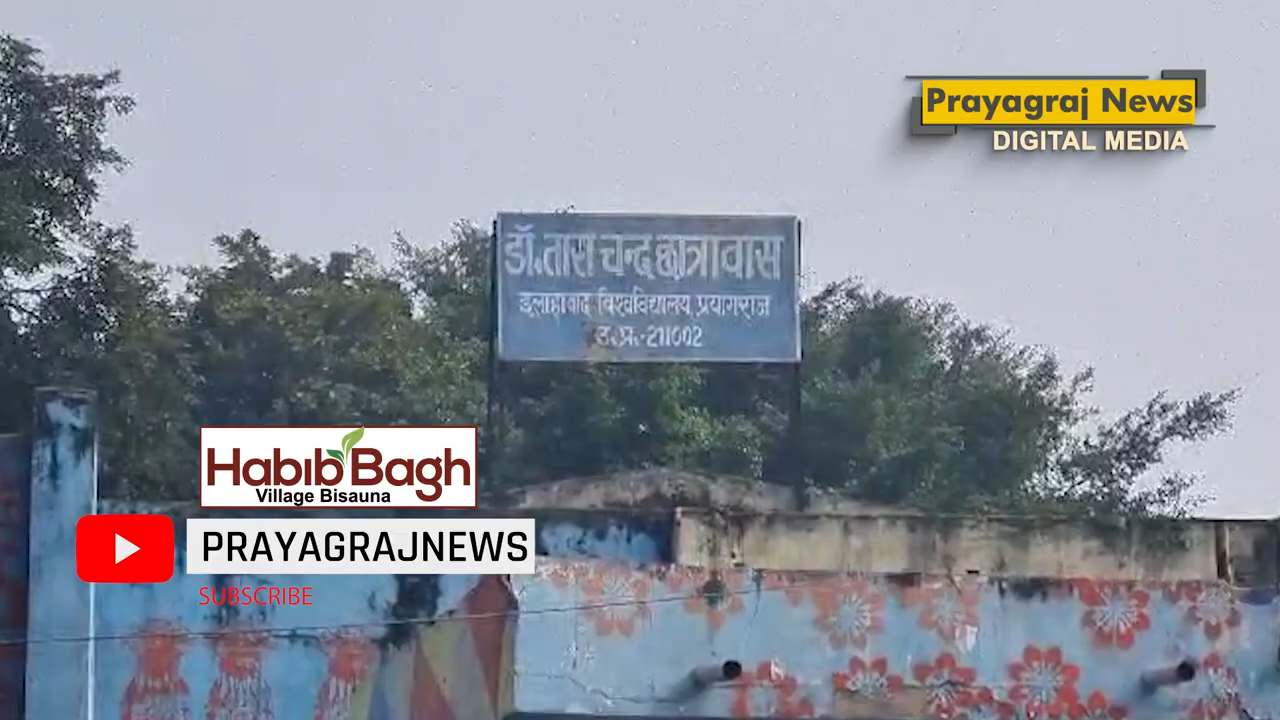 Prayagraj News
DIGITAL MEDIA
डॉ. तारा चन्द छात्रावास
इलाहाबाद विश्वविद्यालय, प्रयागराज
उ.प्र.-211002
Habib Bagh
Village Bisauna
PRAYAGRAJNEWS
SUBSCRIBE